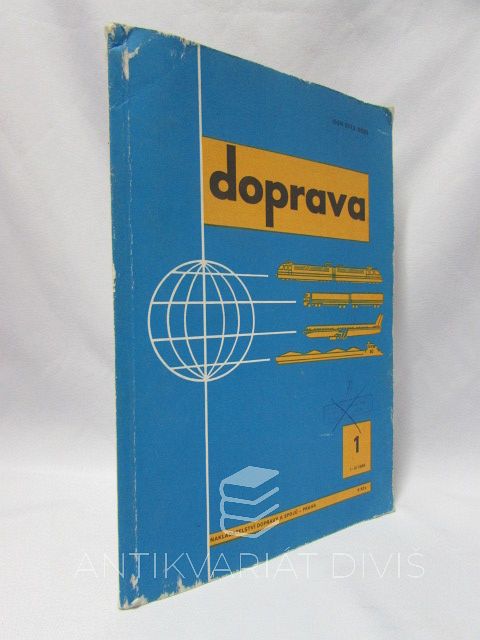 doprava
1
NAKLADATELSTVÍ DOPRAVY A SPOJŮ - PRAHA
ANTIKVARIÁT DIVIŠ